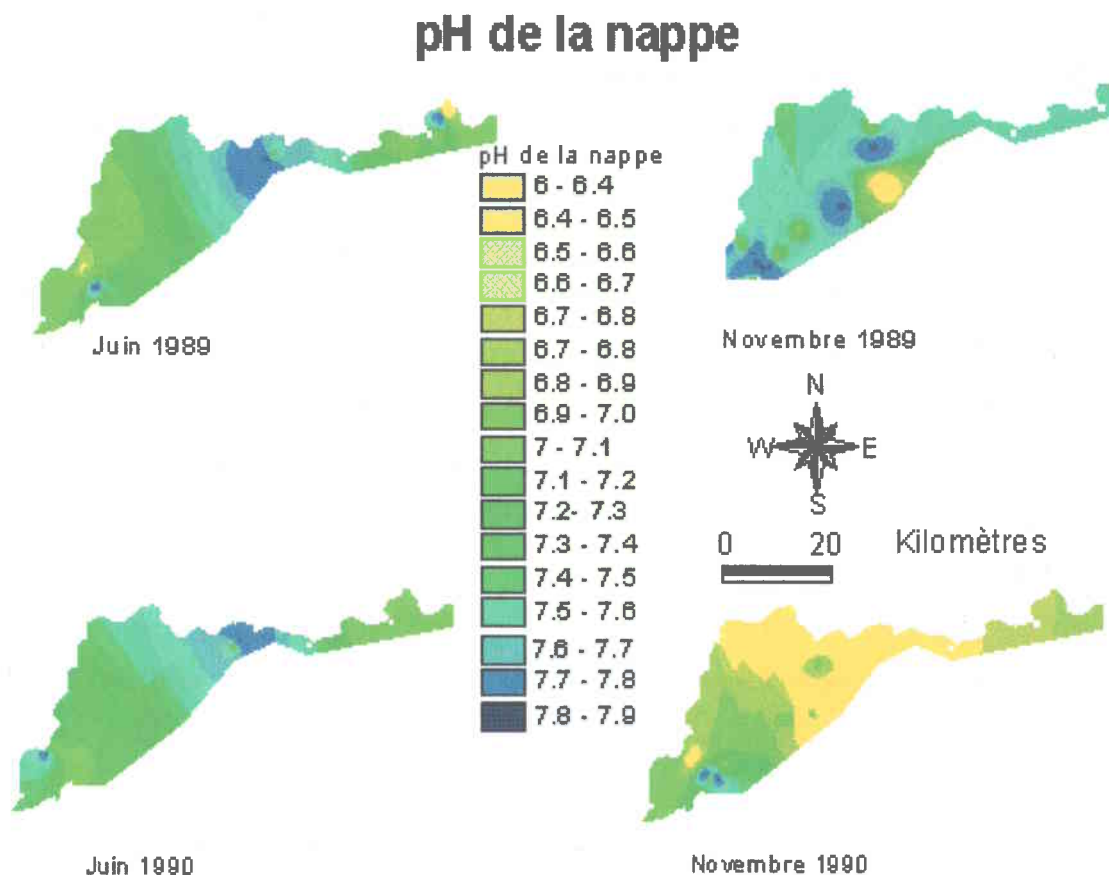 pH de la nappe
pH de la nappe
6 - 6.4
6.4 - 6.5
6.5 - 6.6
6.6 - 6.7
6.7 - 6.8
6.7 - 6.8
6.8 - 6.9
6.9 - 7.0
7 - 7.1
7.1 - 7.2
7.2- 7.3
7.3 - 7.4
7.4 - 7.5
7.5 - 7.6
7.6 - 7.7
7.7 - 7.8
7.8 - 7.9
Juin 1989
Novembre 1989
N
W E
S
0 20 Kilomètres
Juin 1990
Novembre 1990